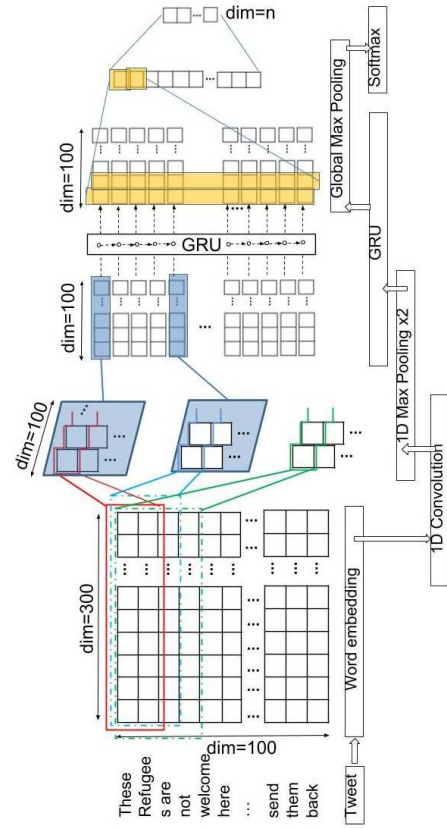 These
Refugee
s are
not
welcome
here
...
send
them
back
dim=300
dim=100
dim=100
dim=100
GRU
dim=100
dim=n
Tweet
Word embedding
1D Convolution
1D Max Pooling x2
GRU
Global Max Pooling
Softmax